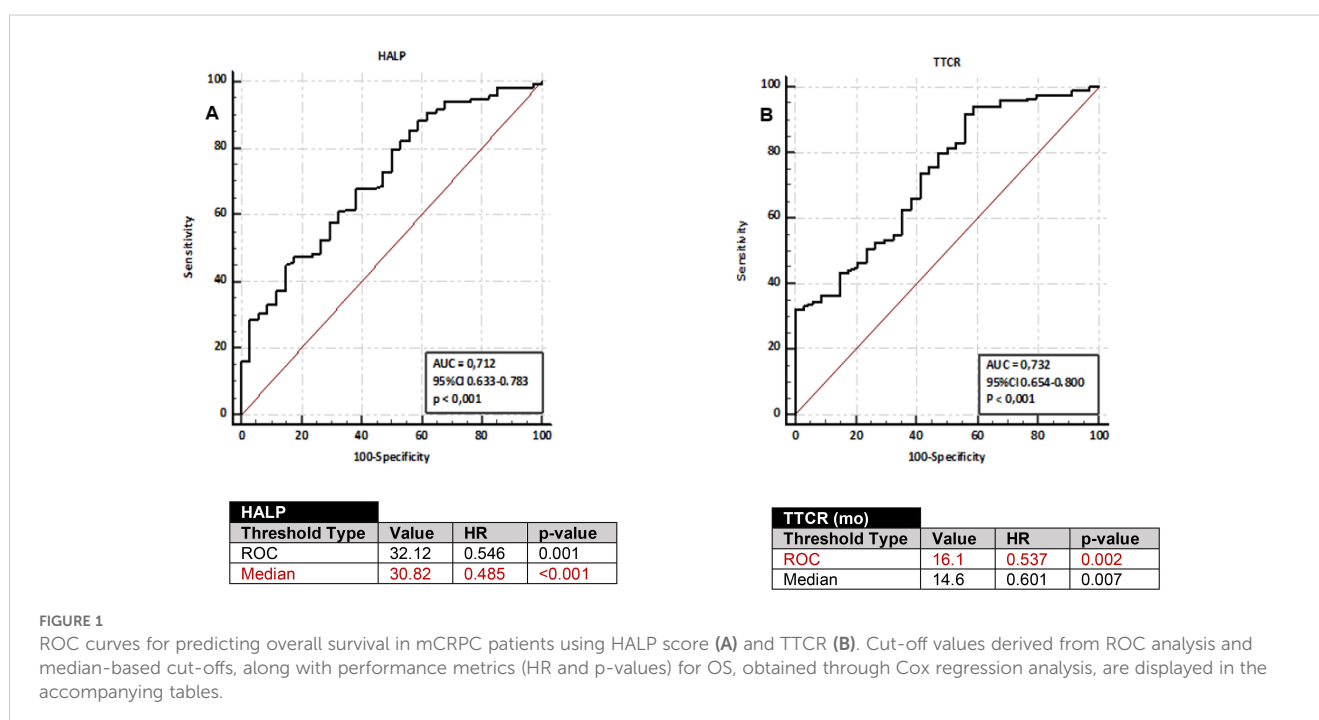 HALP
A
Sensitivity
100
80
60
40
20
0
0 20 40 60 80 100
100-Specificity
AUC = 0,712
95%CI 0.633-0.783
p < 0,001
TTCR
B
Sensitivity
100
80
60
40
20
0
0 20 40 60 80 100
100-Specificity
AUC = 0,732
95%CI 0.654-0.800
P < 0,001
HALP
Threshold Type Value HR p-value
ROC 32.12 0.546 0.001
Median 30.82 0.485 <0.001
TTCR (mo)
Threshold Type Value HR p-value
ROC 16.1 0.537 0.002
Median 14.6 0.601 0.007
FIGURE 1
ROC curves for predicting overall survival in mCRPC patients using HALP score (A) and TTCR (B). Cut-off values derived from ROC analysis and
median-based cut-offs, along with performance metrics (HR and p-values) for OS, obtained through Cox regression analysis, are displayed in the
accompanying tables.